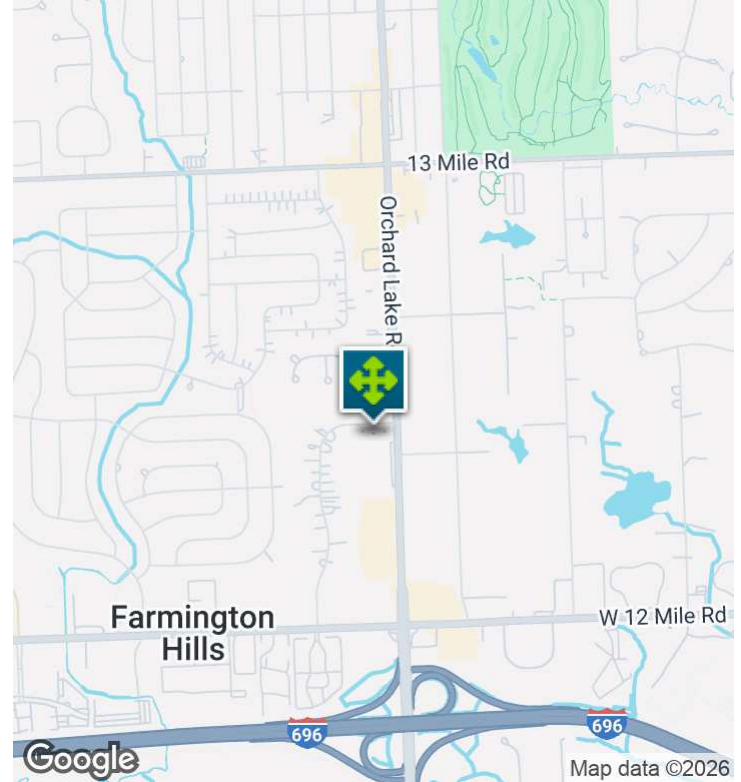 13 Mile Rd
Orchard Lake R
W 12 Mile Rd
Farmington
Hills
696
696
Google
Map data ©2026